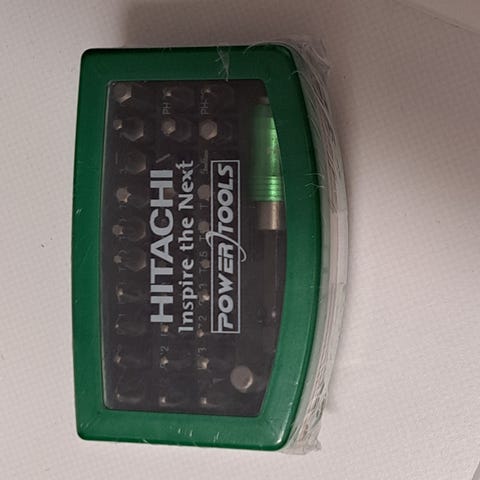 HITACHI
Inspire the Next
POWER TOOLS